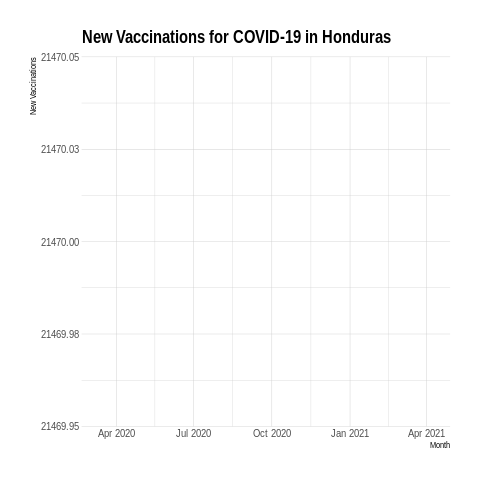 New Vaccinations for COVID-19 in Honduras
New Vaccinations
21470.05
21470.03
21470.00
21469.98
21469.95
Apr 2020
Jul 2020
Oct 2020
Jan 2021
Apr 2021
Month